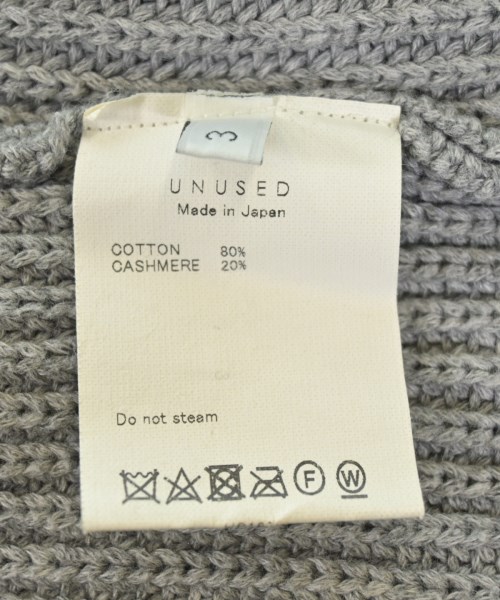 3
UNUSED
Made in Japan
COTTON 80%
CASHMERE 20%
Do not steam
F W